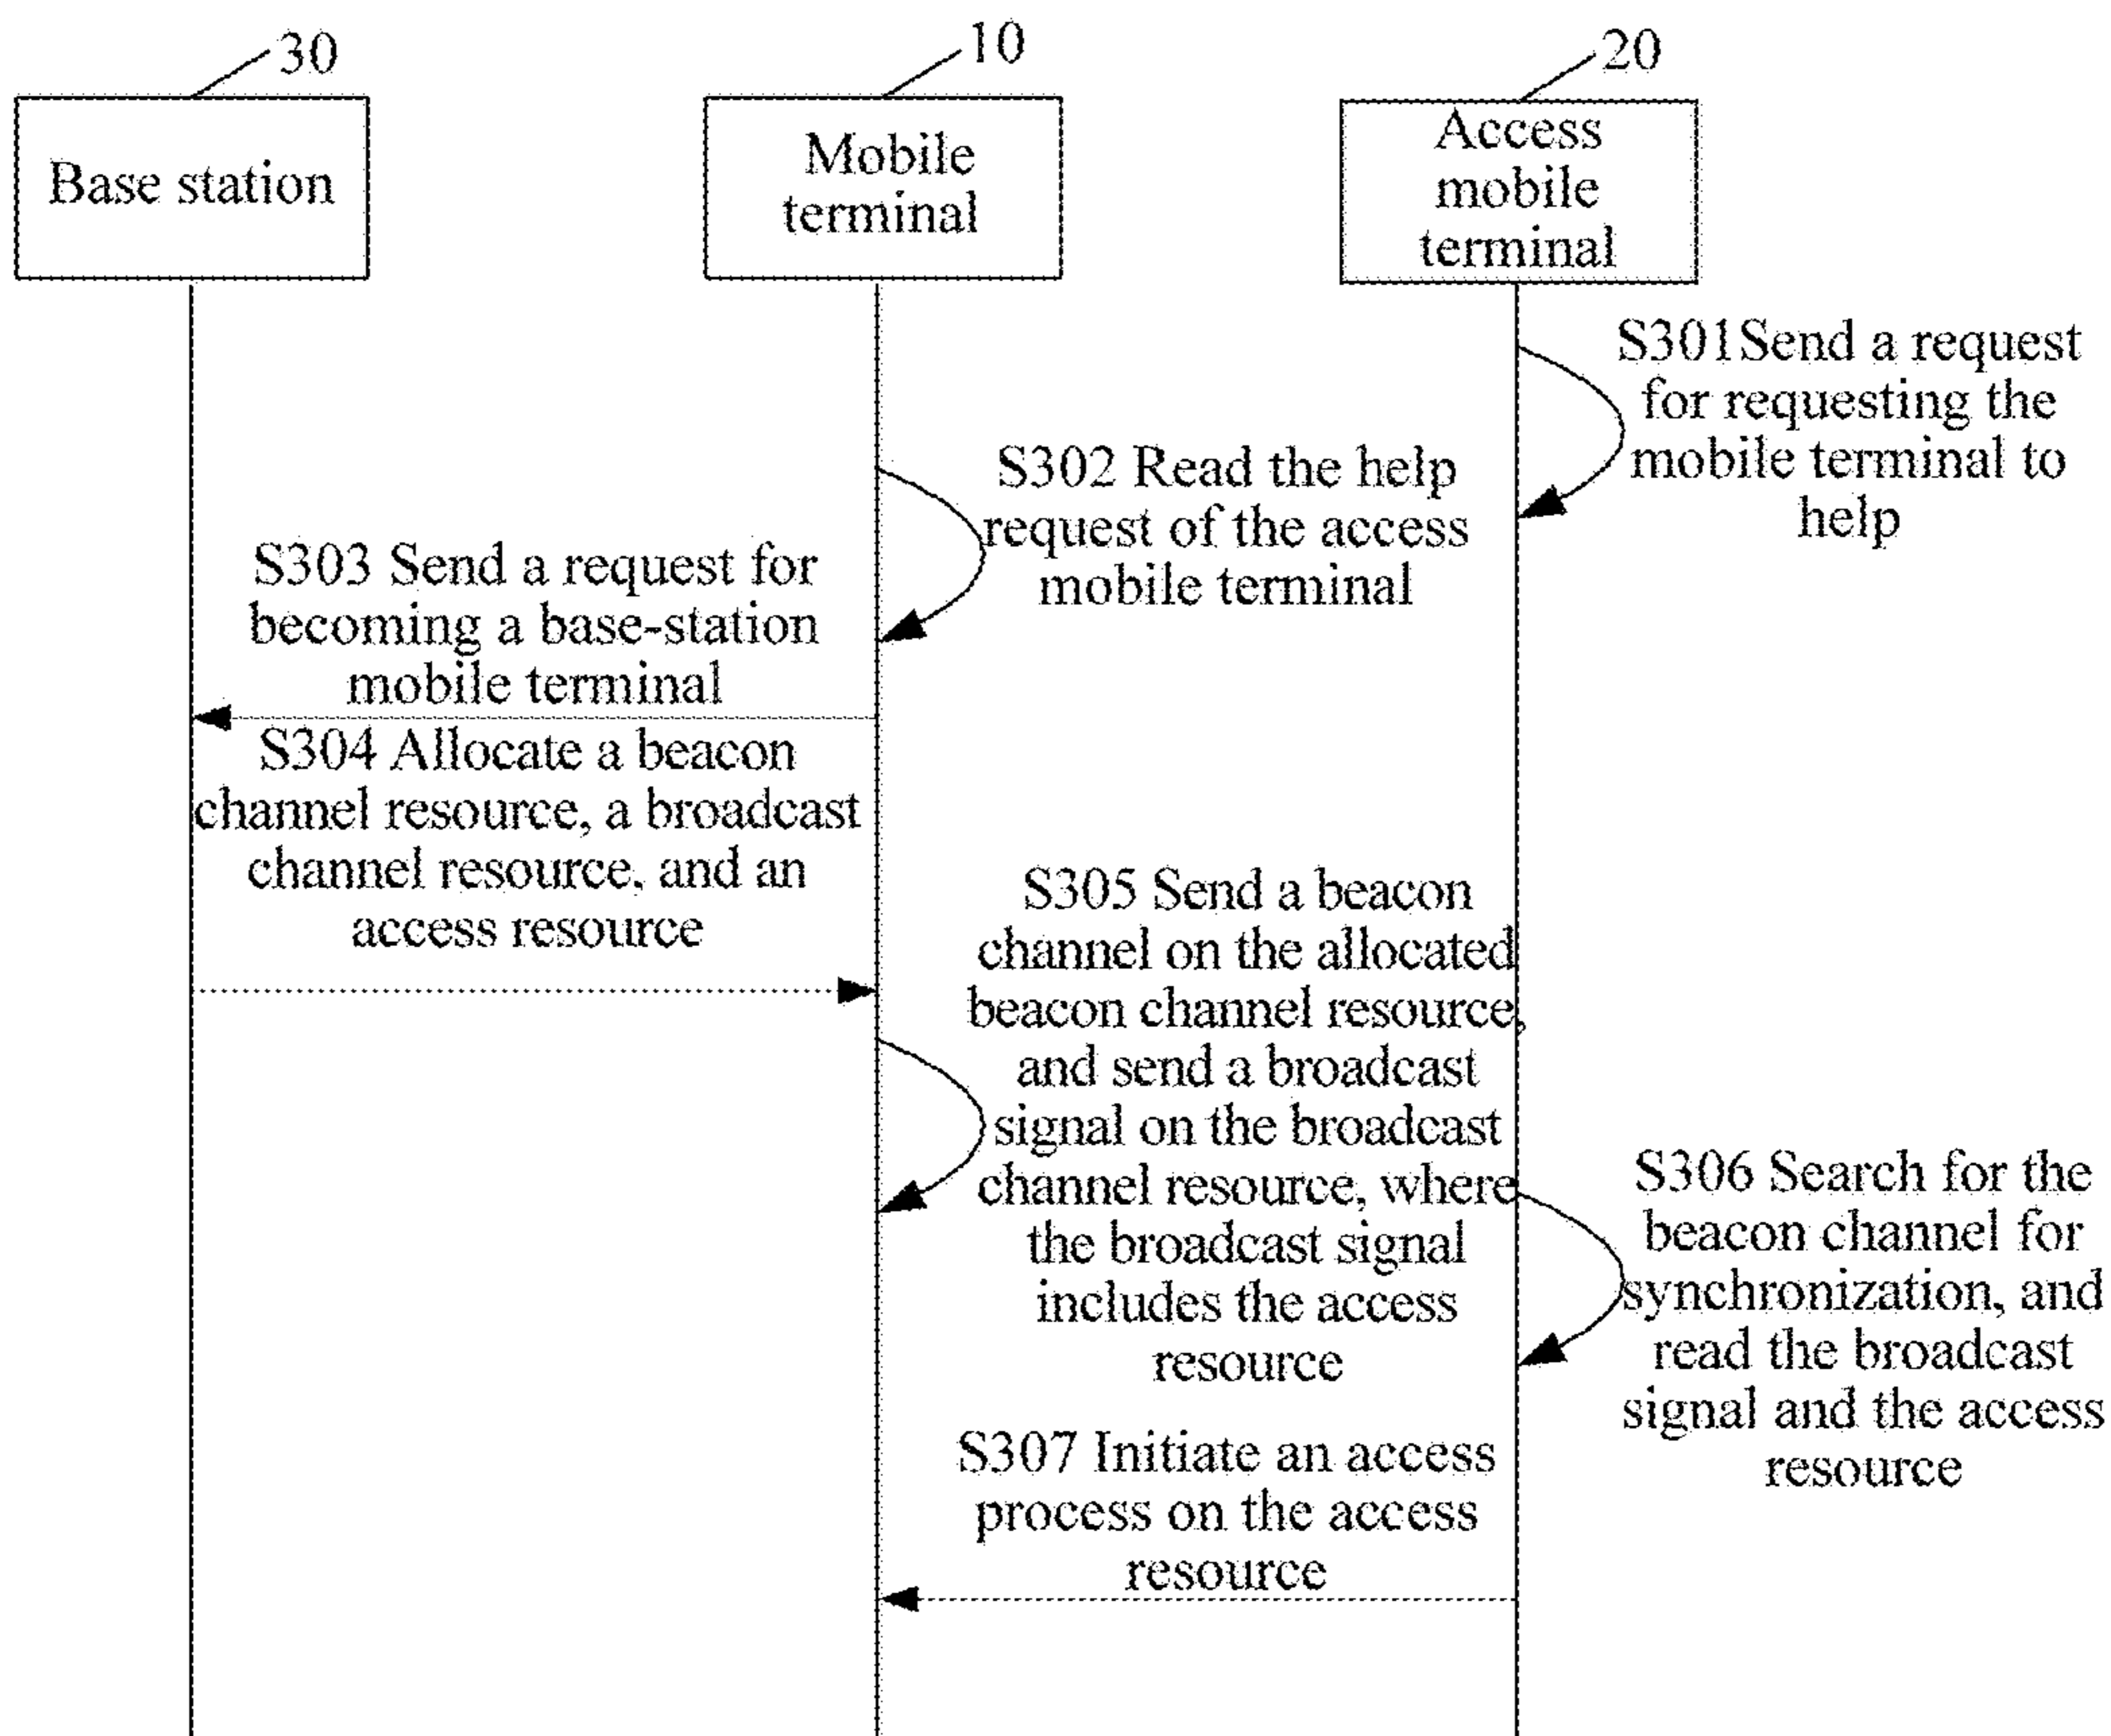 30
10
20
Base station
Mobile
terminal
Access
mobile
terminal
S301Send a request
for requesting the
mobile terminal to
help
S302 Read the help
request of the access
mobile terminal
S303 Send a request for
becoming a base-station
mobile terminal
S304 Allocate a beacon
channel resource, a broadcast
channel resource, and an
access resource
S305 Send a beacon
channel on the allocated
beacon channel resource,
and send a broadcast
signal on the broadcast
channel resource, where
the broadcast signal
includes the access
resource
S306 Search for the
beacon channel for
synchronization, and
read the broadcast
signal and the access
resource
S307 Initiate an access
process on the access
resource